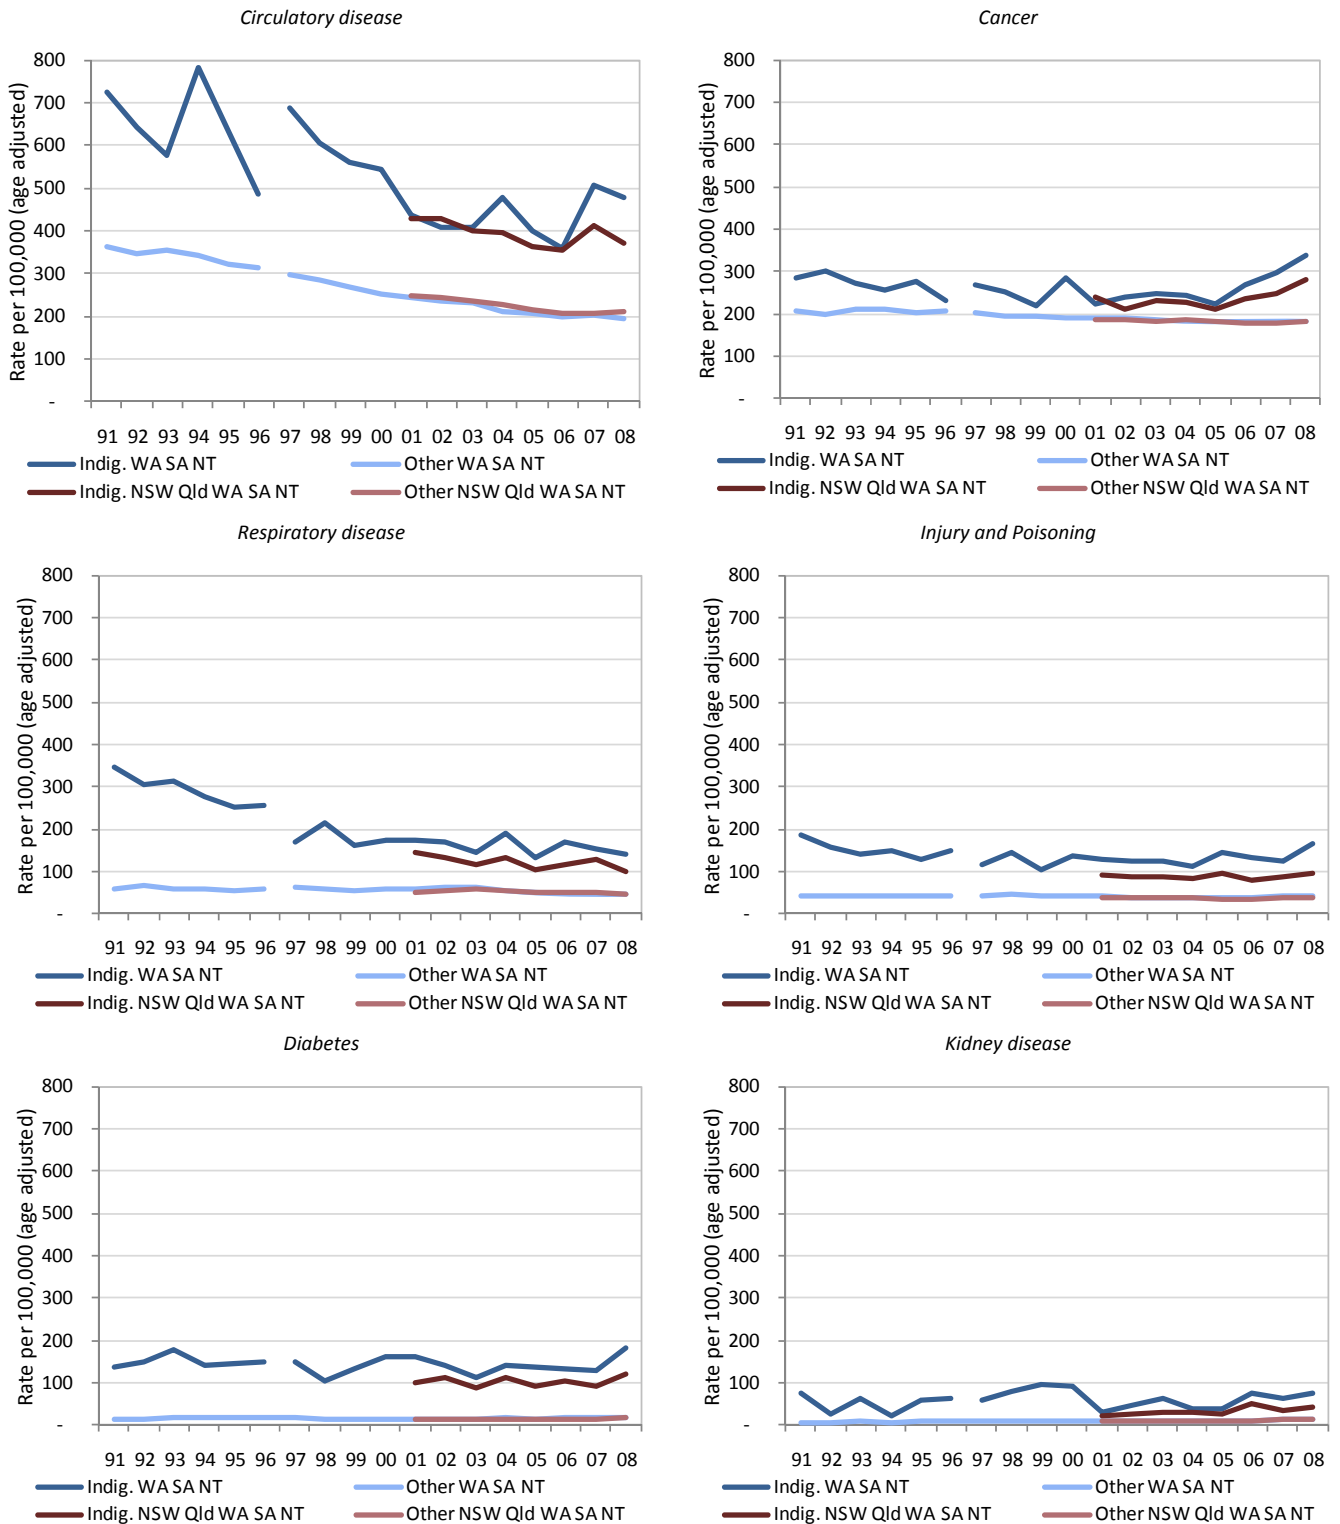 Circulatory disease
Rate per 100,000 (age adjusted)
800
700
600
500
400
300
200
100
-
91 92 93 94 95 96 97 98 99 00 01 02 03 04 05 06 07 08
Indig. WA SA NT Other WA SA NT
Indig. NSW Qld WA SA NT Other NSW Qld WA SA NT
Cancer
Rate per 100,000 (age adjusted)
800
700
600
500
400
300
200
100
-
91 92 93 94 95 96 97 98 99 00 01 02 03 04 05 06 07 08
Indig. WA SA NT Other WA SA NT
Indig. NSW Qld WA SA NT Other NSW Qld WA SA NT
Respiratory disease
Rate per 100,000 (age adjusted)
800
700
600
500
400
300
200
100
-
91 92 93 94 95 96 97 98 99 00 01 02 03 04 05 06 07 08
Indig. WA SA NT Other WA SA NT
Indig. NSW Qld WA SA NT Other NSW Qld WA SA NT
Injury and Poisoning
Rate per 100,000 (age adjusted)
800
700
600
500
400
300
200
100
-
91 92 93 94 95 96 97 98 99 00 01 02 03 04 05 06 07 08
Indig. WA SA NT Other WA SA NT
Indig. NSW Qld WA SA NT Other NSW Qld WA SA NT
Diabetes
Rate per 100,000 (age adjusted)
800
700
600
500
400
300
200
100
-
91 92 93 94 95 96 97 98 99 00 01 02 03 04 05 06 07 08
Indig. WA SA NT Other WA SA NT
Indig. NSW Qld WA SA NT Other NSW Qld WA SA NT
Kidney disease
Rate per 100,000 (age adjusted)
800
700
600
500
400
300
200
100
-
91 92 93 94 95 96 97 98 99 00 01 02 03 04 05 06 07 08
Indig. WA SA NT Other WA SA NT
Indig. NSW Qld WA SA NT Other NSW Qld WA SA NT